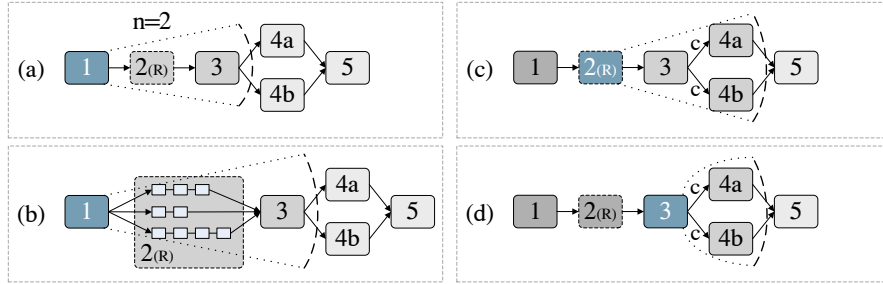 n=2
(a) 1 2(R) 3 4a 4b 5
(b) 1 2(R) 3 4a 4b 5
(c) 1 2(R) 3 c 4a c 4b 5
(d) 1 2(R) 3 c 4a c 4b 5